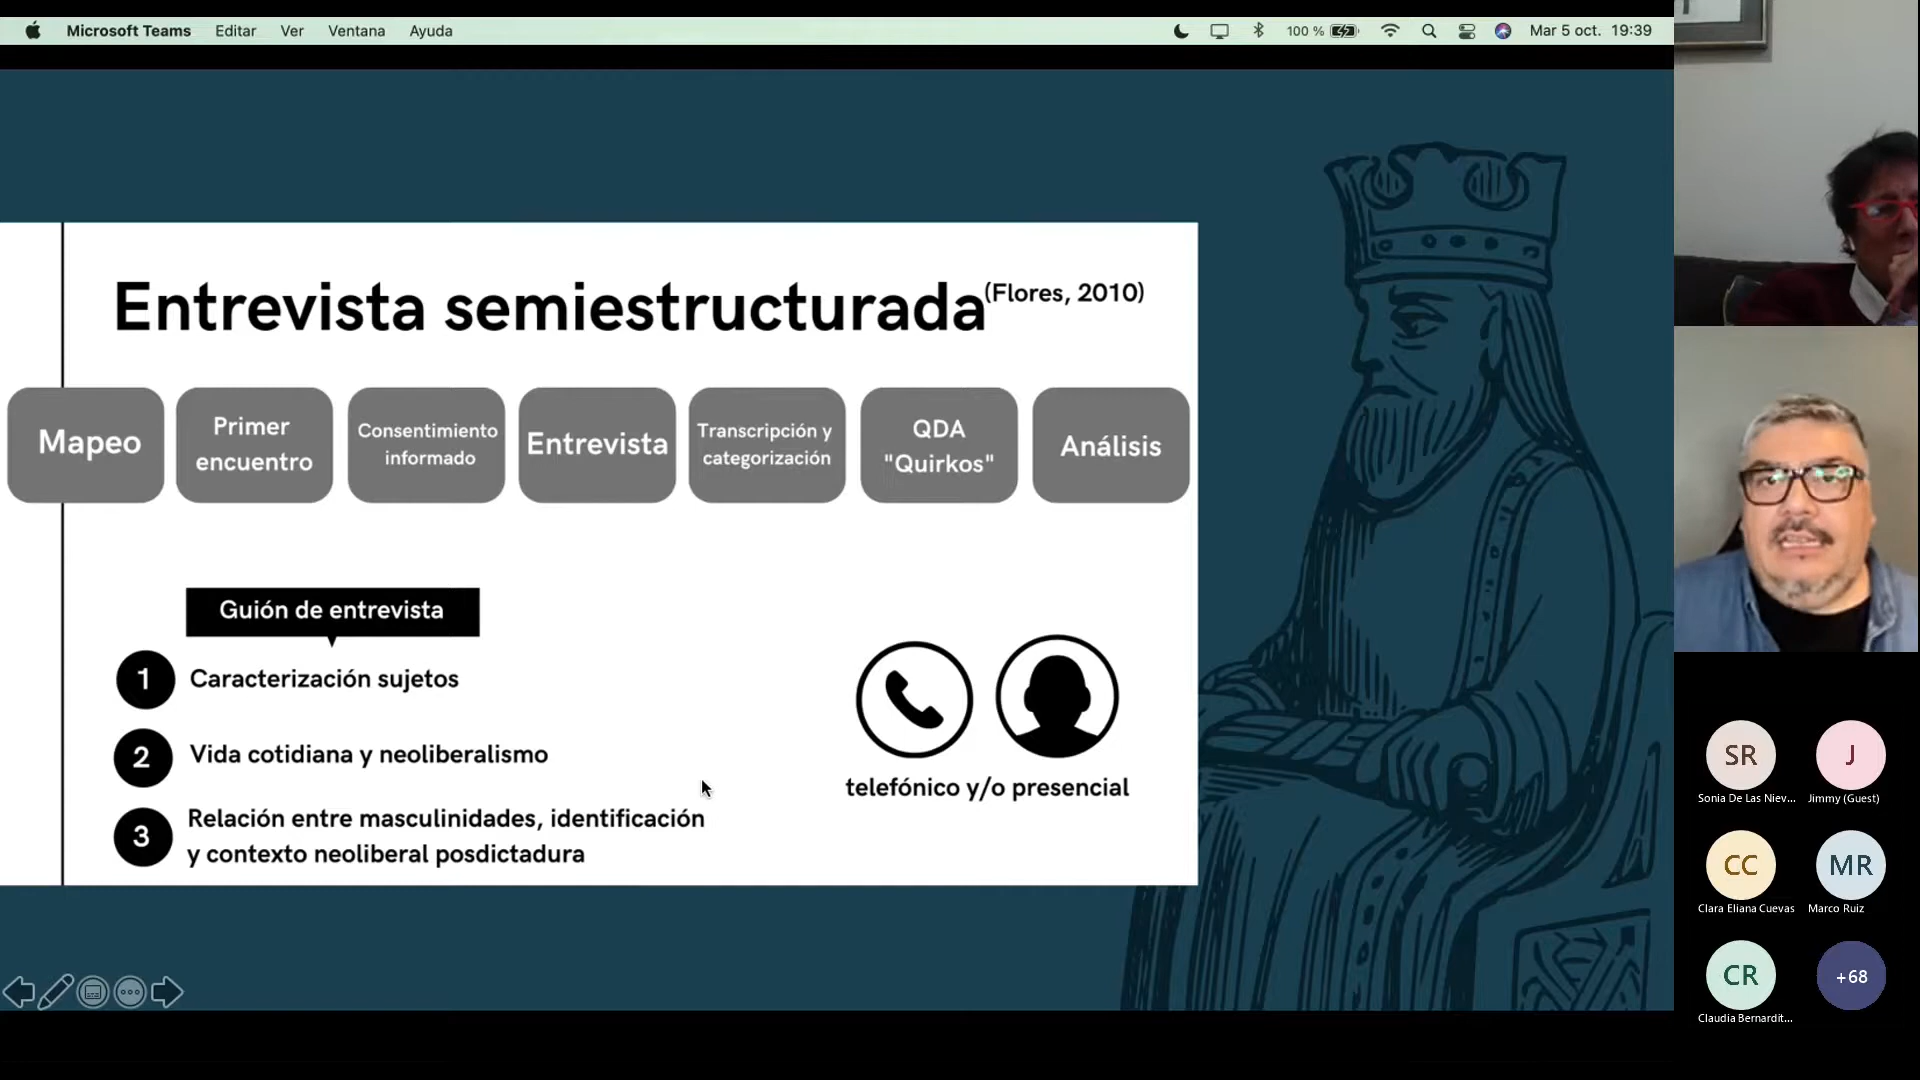 Microsoft Teams Editar Ver Ventana Ayuda 100 % Mar 5 oct. 19:39
Entrevista semiestructurada (Flores, 2010)
Mapeo
Primer
encuentro
Consentimiento
informado
Entrevista
Transcripción y
categorización
QDA
"Quirkos"
Análisis
Guión de entrevista
1 Caracterización sujetos
2 Vida cotidiana y neoliberalismo
3 Relación entre masculinidades, identificación
y contexto neoliberal posdictadura
telefónico y/o presencial
SR
Sonia De Las Niev...
J
Jimmy (Guest)
CC
Clara Eliana Cuevas
MR
Marco Ruiz
CR
Claudia Bernardit...
+68